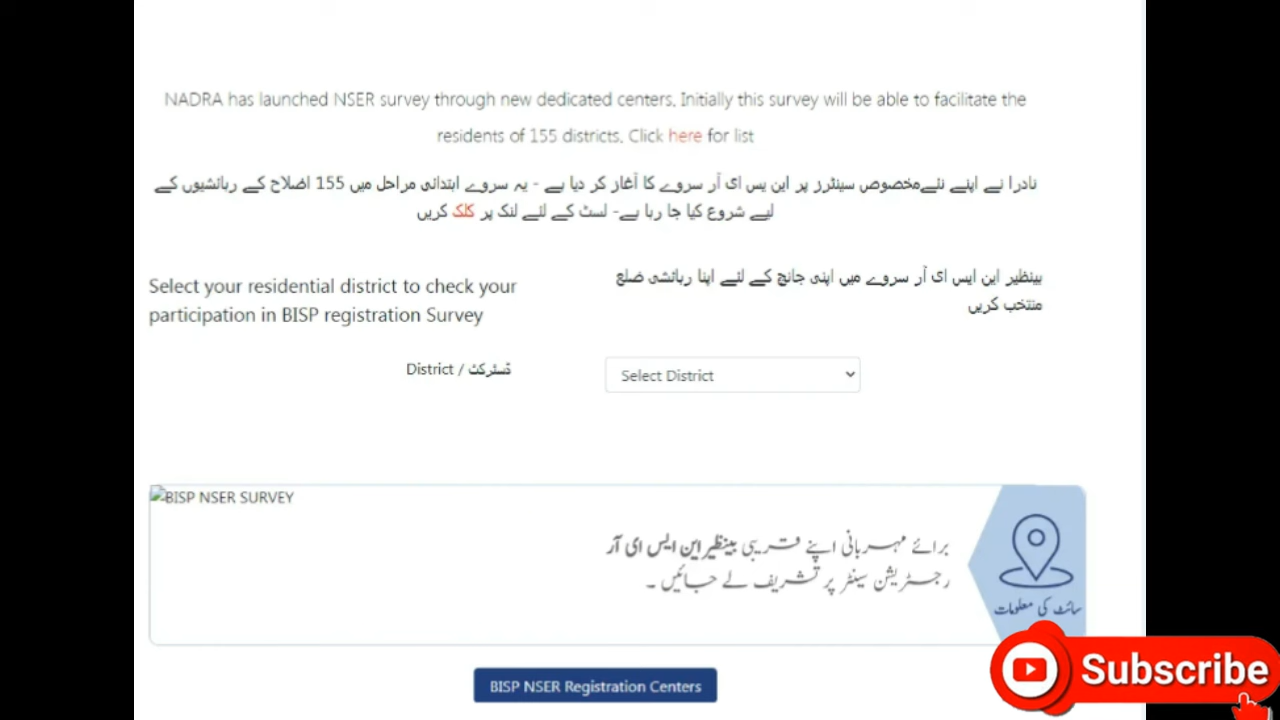 NADRA has launched NSER survey through new dedicated centers. Initially this survey will be able to facilitate the
residents of 155 districts. Click here for list
نادرا نے اپنے نئےمخصوص سینٹرز پر این یس ای آر سروے کا آغاز کر دیا ہے - یہ سروے ابتدائی مراحل میں 155 اضلاح کے رہائشیوں کے
لیے شروع کیا جا رہا ہے- لسٹ کے لئے لنک پر کلک کریں
Select your residential district to check your
participation in BISP registration Survey
بینظیر این ایس ای آر سروے میں اپنی جانچ کے لئے اپنا رہائشی ضلع
منتخب کریں
District / ڈسٹرکٹ
Select District
BISP NSER SURVEY
برائے مہربانی اپنے قریبی بینظیر این ایس ای آر
رجسٹریشن سینٹر پر تشریف لے جائیں ۔
سائٹ کی معلومات
BISP NSER Registration Centers
Subscribe